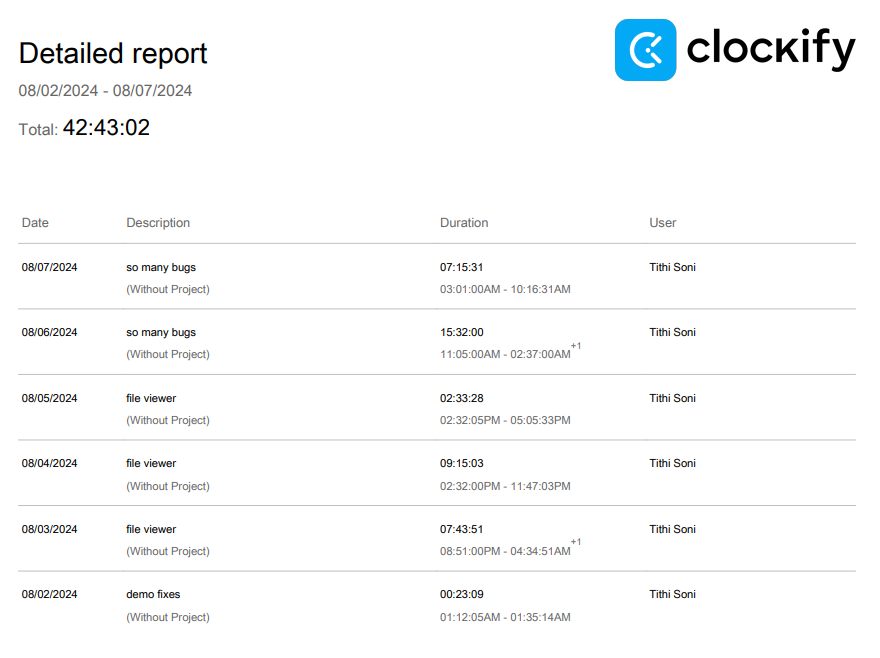 clockify
Detailed report
08/02/2024 - 08/07/2024
Total: 42:43:02
Date Description Duration User
08/07/2024 so many bugs 07:15:31 Tithi Soni
(Without Project) 03:01:00AM - 10:16:31AM
08/06/2024 so many bugs 15:32:00 Tithi Soni
(Without Project) 11:05:00AM - 02:37:00AM+1
08/05/2024 file viewer 02:33:28 Tithi Soni
(Without Project) 02:32:05PM - 05:05:33PM
08/04/2024 file viewer 09:15:03 Tithi Soni
(Without Project) 02:32:00PM - 11:47:03PM
08/03/2024 file viewer 07:43:51 Tithi Soni
(Without Project) 08:51:00PM - 04:34:51AM+1
08/02/2024 demo fixes 00:23:09 Tithi Soni
(Without Project) 01:12:05AM - 01:35:14AM